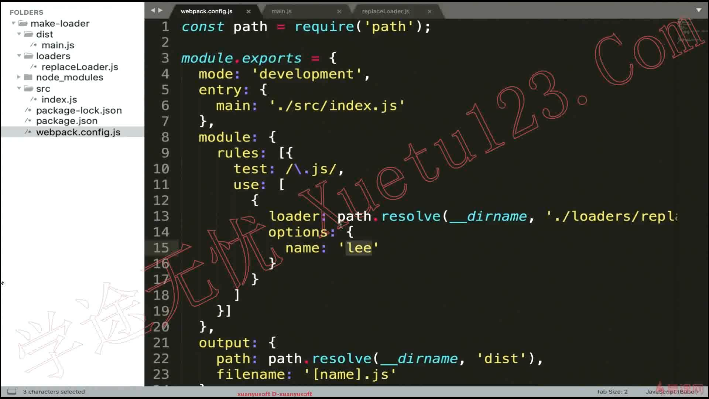 FOLDERS
make-loader
dist
main.js
loaders
replaceLoader.js
node_modules
src
index.js
package-lock.json
package.json
webpack.config.js
webpack.config.js
main.js
replaceLoader.js
1 const path = require('path');
2
3 module.exports = {
4 mode: 'development',
5 entry: {
6 main: './src/index.js'
7 },
8 module: {
9 rules: [{
10 test: /\.js/,
11 use: [
12 {
13 loader: path.resolve(__dirname, './loaders/repla
14 options: {
15 name: 'lee'
16 }
17 }
18 ]
19 }]
20 },
21 output: {
22 path: path.resolve(__dirname, 'dist'),
23 filename: '[name].js'
24
学途无忧 Xuetu123.Com
3 characters selected
Tab Size: 2